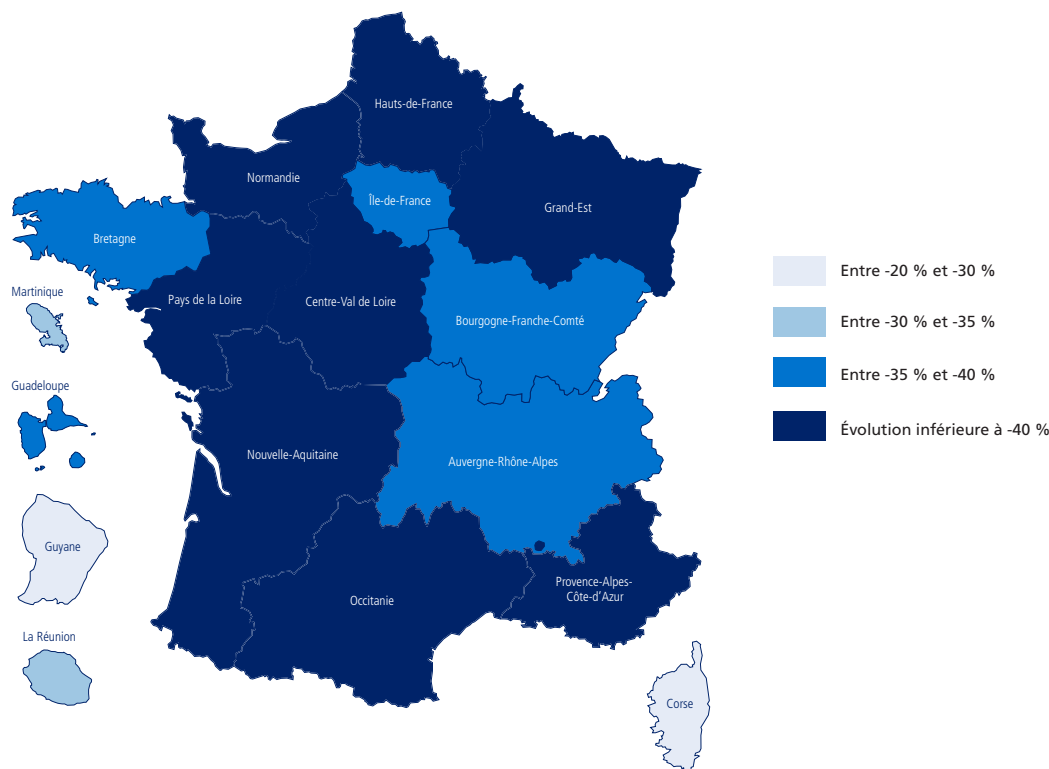 Hauts-de-France
Normandie
Île-de-France
Grand-Est
Bretagne
Martinique
Pays de la Loire
Centre-Val de Loire
Bourgogne-Franche-Comté
Guadeloupe
Nouvelle-Aquitaine
Auvergne-Rhône-Alpes
Guyane
Provence-Alpes-
Côte-d'Azur
Occitanie
La Réunion
Corse
Entre -20 % et -30 %
Entre -30 % et -35 %
Entre -35 % et -40 %
Évolution inférieure à -40 %